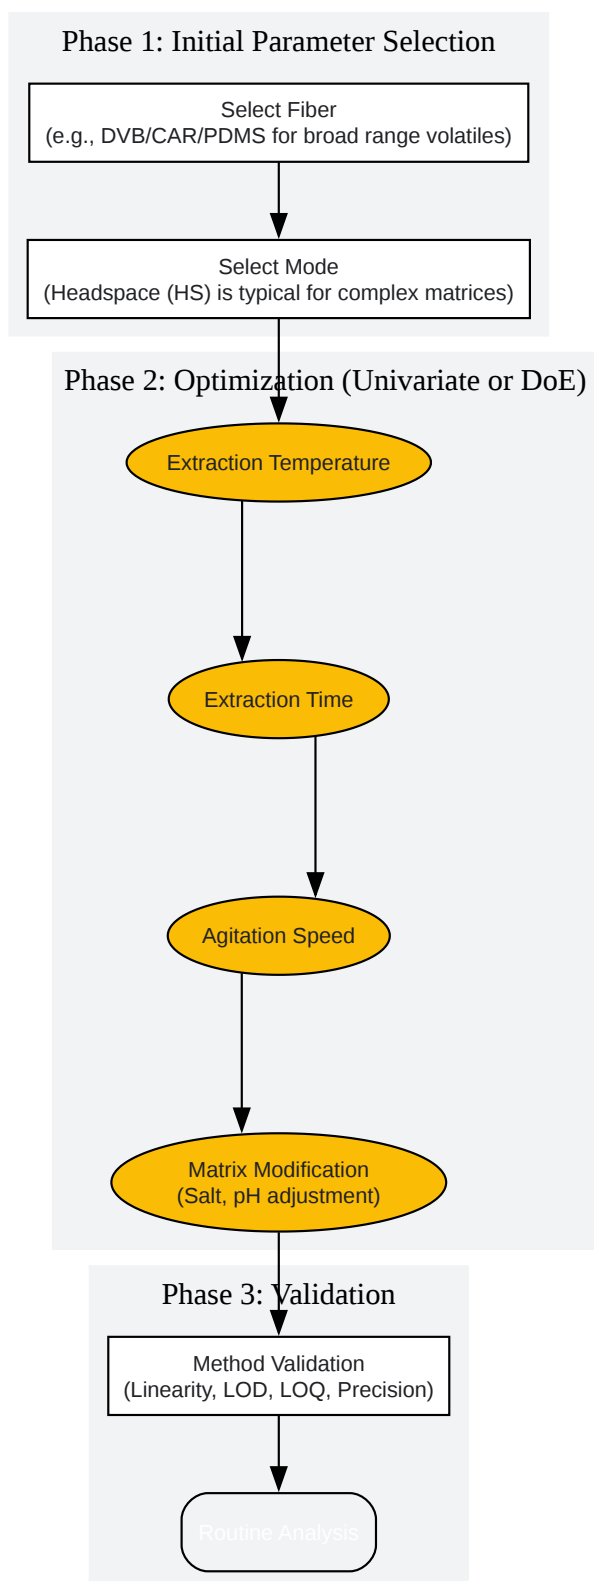 Phase 1: Initial Parameter Selection
Select Fiber
(e.g., DVB/CAR/PDMS for broad range volatiles)
Select Mode
(Headspace (HS) is typical for complex matrices)
Phase 2: Optimization (Univariate or DoE)
Extraction Temperature
Extraction Time
Agitation Speed
Matrix Modification
(Salt, pH adjustment)
Phase 3: Validation
Method Validation
(Linearity, LOD, LOQ, Precision)
Routine Analysis